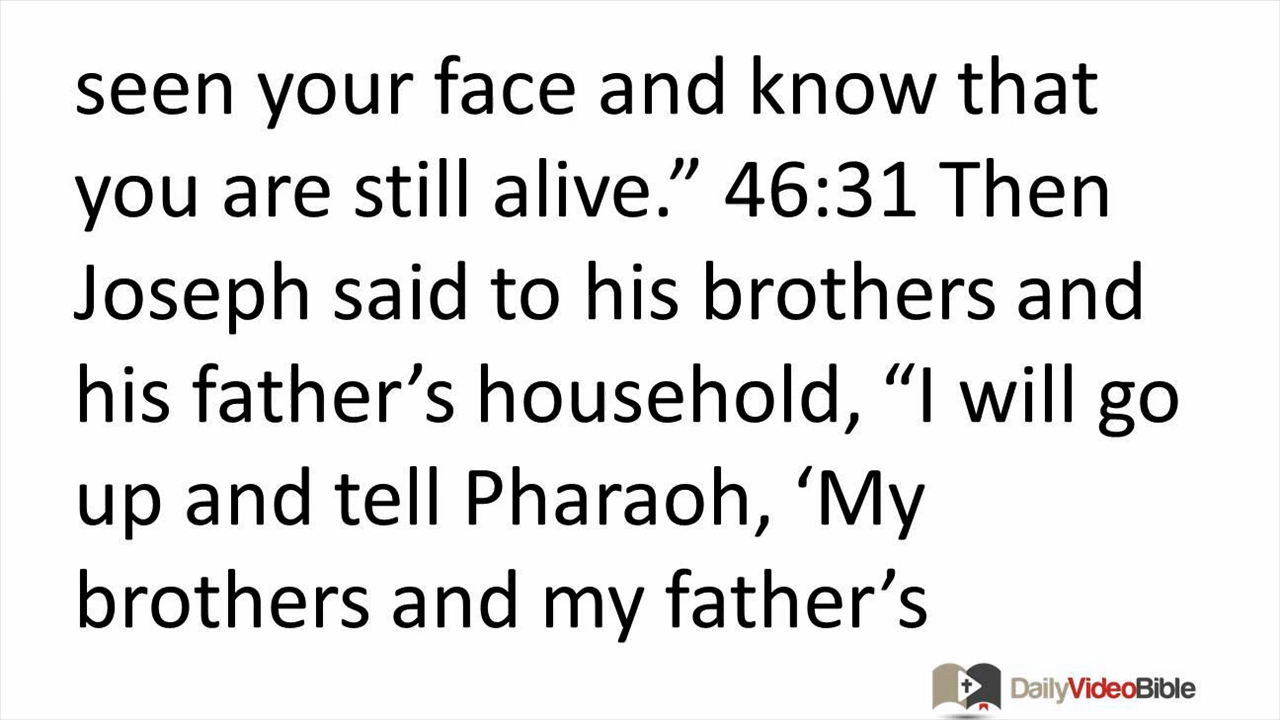 seen your face and know that
you are still alive.” 46:31 Then
Joseph said to his brothers and
his father’s household, “I will go
up and tell Pharaoh, ‘My
brothers and my father’s
DailyVideoBible